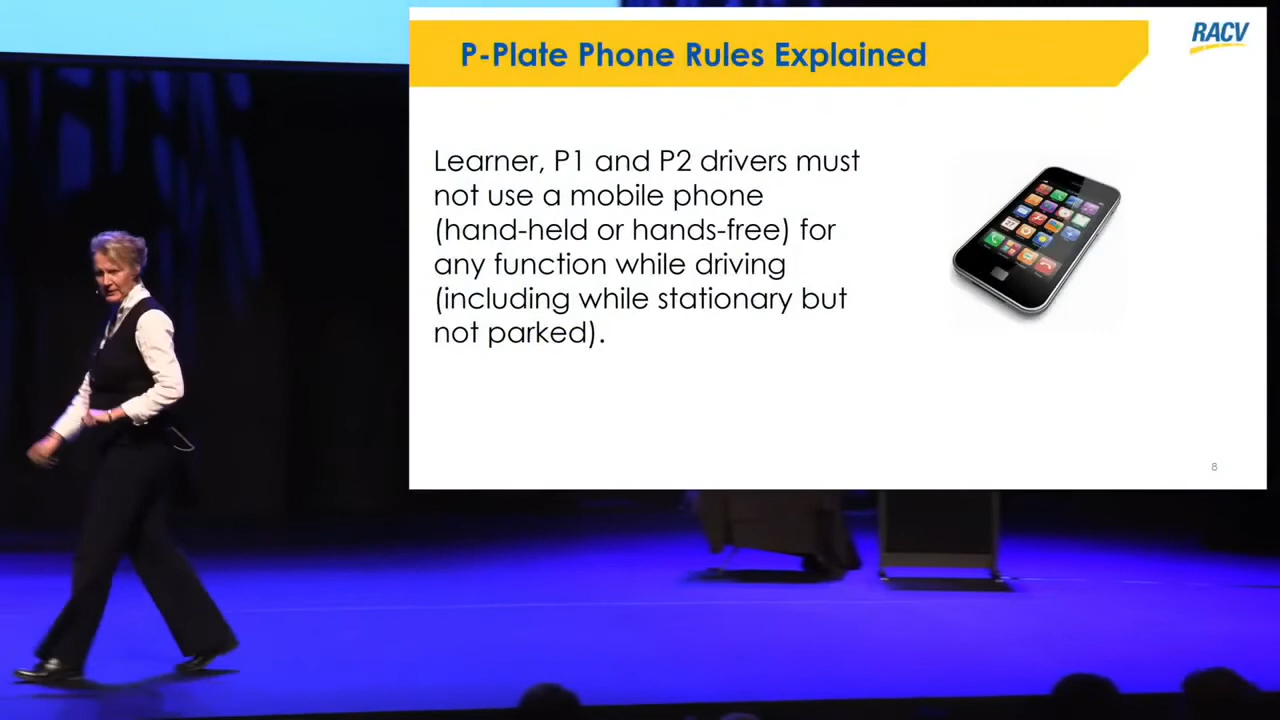 P-Plate Phone Rules Explained
RACV
Learner, P1 and P2 drivers must
not use a mobile phone
(hand-held or hands-free) for
any function while driving
(including while stationary but
not parked).
8